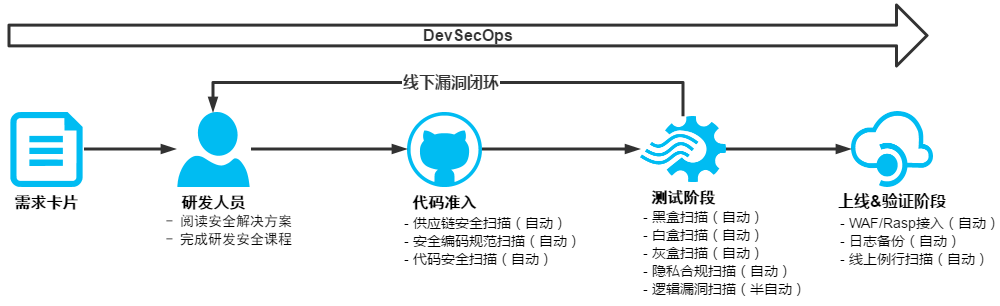 DevSecOps
线下漏洞闭环
需求卡片
研发人员
- 阅读安全解决方案
- 完成研发安全课程
代码准入
- 供应链安全扫描（自动）
- 安全编码规范扫描（自动）
- 代码安全扫描（自动）
测试阶段
- 黑盒扫描（自动）
- 白盒扫描（自动）
- 灰盒扫描（自动）
- 隐私合规扫描（自动）
- 逻辑漏洞扫描（半自动）
上线&验证阶段
- WAF/Rasp接入（自动）
- 日志备份（自动）
- 线上例行扫描（自动）